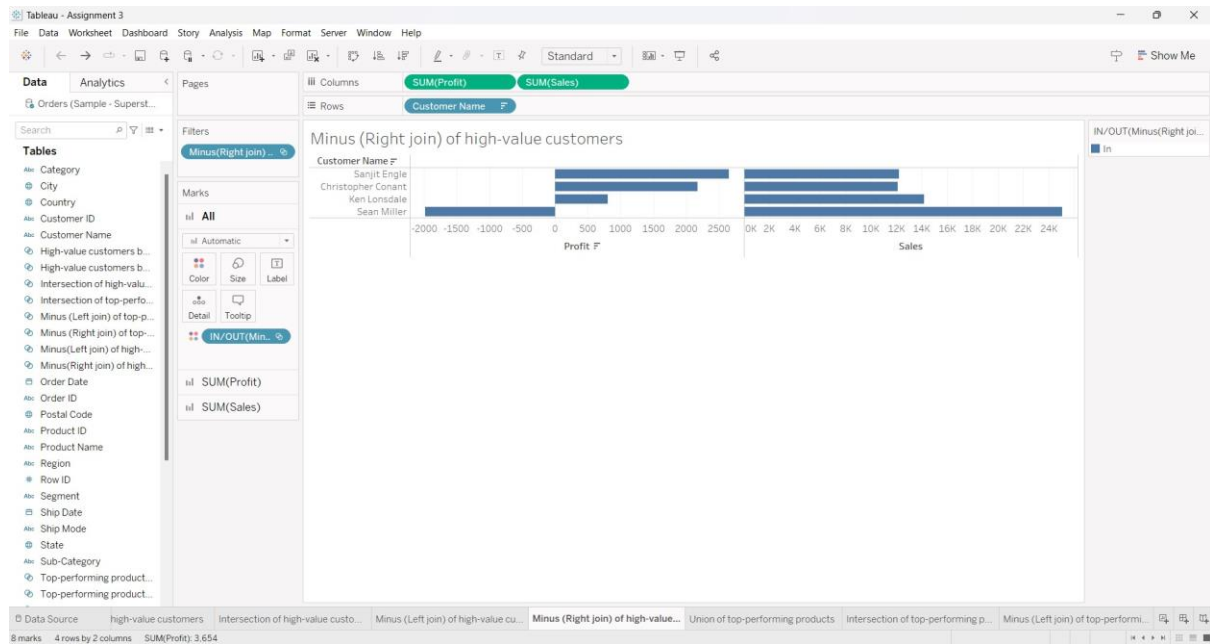 Tableau - Assignment 3
File Data Worksheet Dashboard Story Analysis Map Format Server Window Help
Standard
Show Me
Data Analytics
Orders (Sample - Superst...
Search
Tables
Category
City
Country
Customer ID
Customer Name
High-value customers b...
High-value customers b...
Intersection of high-valu...
Intersection of top-perfo...
Minus (Left join) of top-p...
Minus (Right join) of top-...
Minus(Left join) of high-...
Minus(Right join) of high...
Order Date
Order ID
Postal Code
Product ID
Product Name
Region
Row ID
Segment
Ship Date
Ship Mode
State
Sub-Category
Top-performing product...
Top-performing product...
Pages
Filters
Minus(Right join) ..
Marks
All
Automatic
Color Size Label
Detail Tooltip
IN/OUT(Min..
SUM(Profit)
SUM(Sales)
Columns SUM(Profit) SUM(Sales)
Rows Customer Name
Minus (Right join) of high-value customers
Customer Name
Sanjit Engle
Christopher Conant
Ken Lonsdale
Sean Miller
-2000 -1500 -1000 -500 0 500 1000 1500 2000 2500 0K 2K 4K 6K 8K 10K 12K 14K 16K 18K 20K 22K 24K
Profit Sales
IN/OUT(Minus(Right joi...
In
Data Source high-value customers Intersection of high-value custo... Minus (Left join) of high-value cu... Minus (Right join) of high-value... Union of top-performing products Intersection of top-performing p... Minus (Left join) of top-performi...
8 marks 4 rows by 2 columns SUM(Profit): 3,654